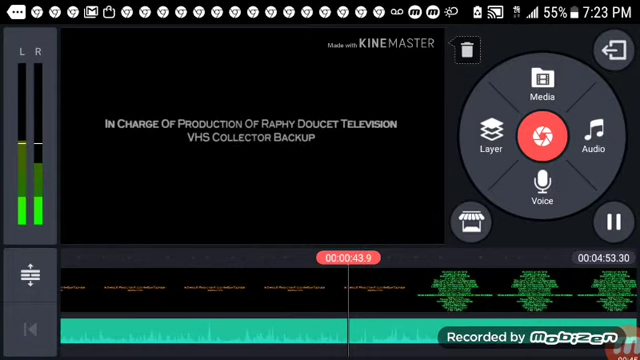 55% 7:23 PM
L R
Made with KINEMASTER
Media
Layer
Audio
Voice
IN CHARGE OF PRODUCTION OF RAPHY DOUCET TELEVISION
VHS COLLECTOR BACKUP
00:00:43.9
00:04:53.30
Recorded by mobizen